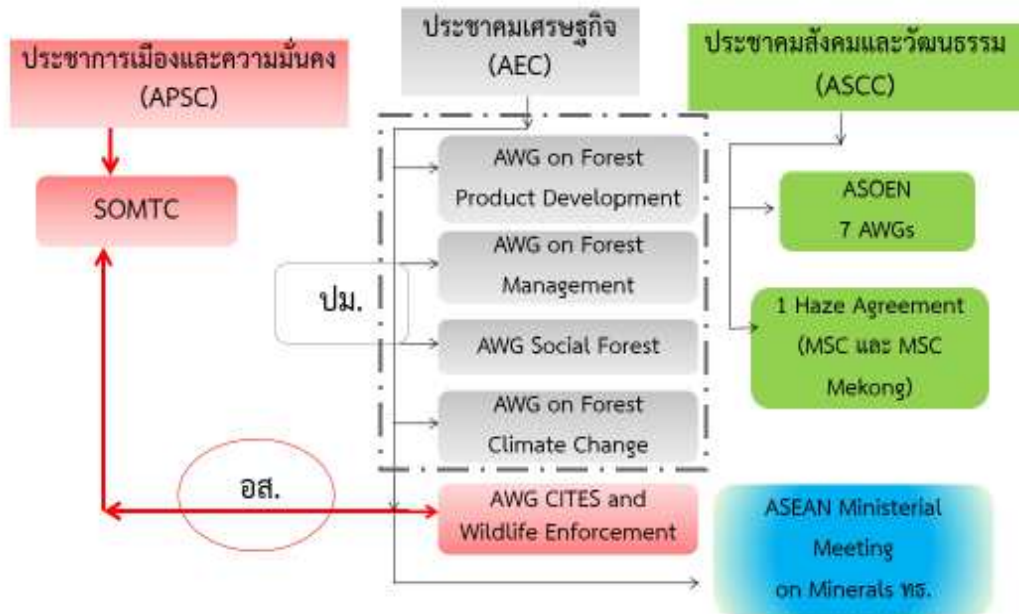 ประชาการเมืองและความมั่นคง
(APSC)
ประชาคมเศรษฐกิจ
(AEC)
ประชาคมสังคมและวัฒนธรรม
(ASCC)
SOMTC
AWG on Forest
Product Development
AWG on Forest
Management
AWG Social Forest
AWG on Forest
Climate Change
ปม.
ASOEN
7 AWGs
1 Haze Agreement
(MSC และ MSC
Mekong)
อส.
AWG CITES and
Wildlife Enforcement
ASEAN Ministerial
Meeting
on Minerals ทธ.